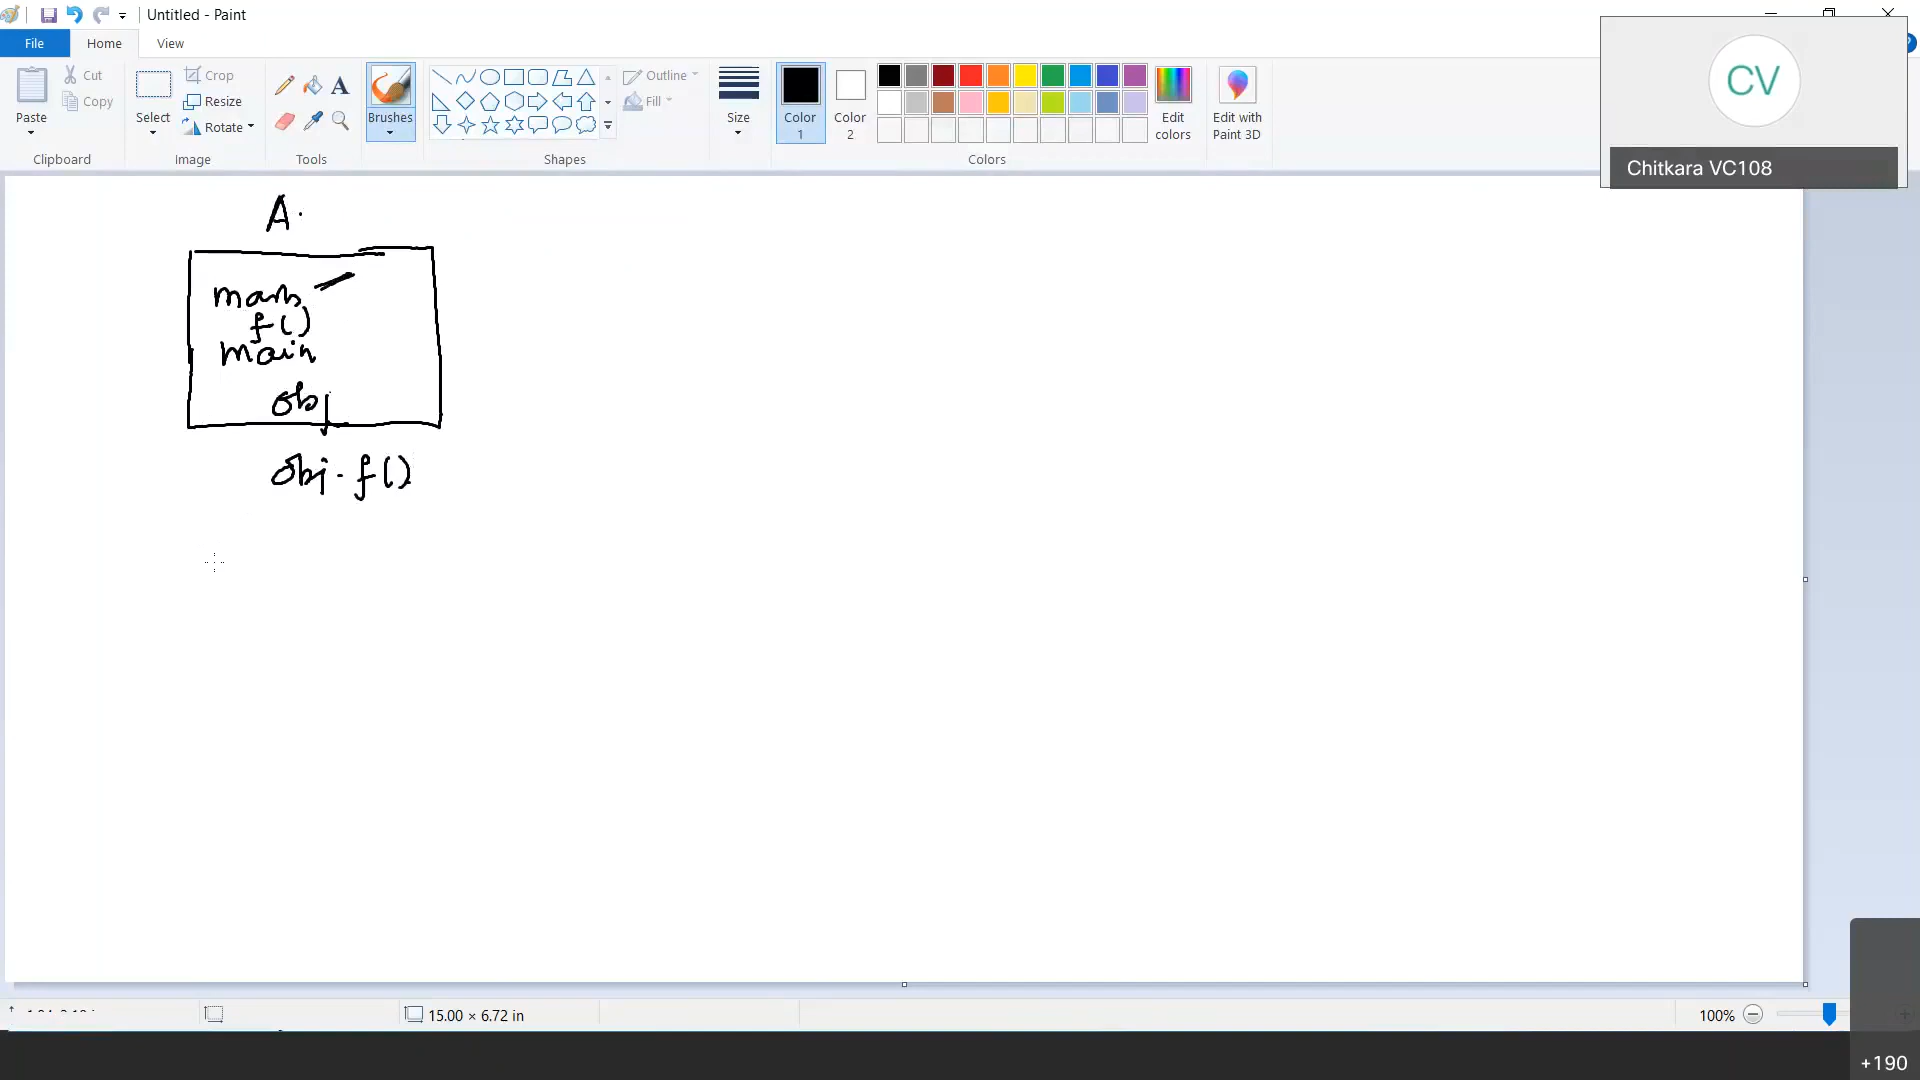 Untitled - Paint
File
Home
View
Paste
Cut
Copy
Clipboard
Select
Crop
Resize
Rotate
Image
Tools
Brushes
Outline
Fill
Shapes
Size
Color
1
Color
2
Edit
colors
Colors
Edit with
Paint 3D
CV
Chitkara VC108
A.
f()
main
obj
obj. f()
15.00 × 6.72 in
100%
+190